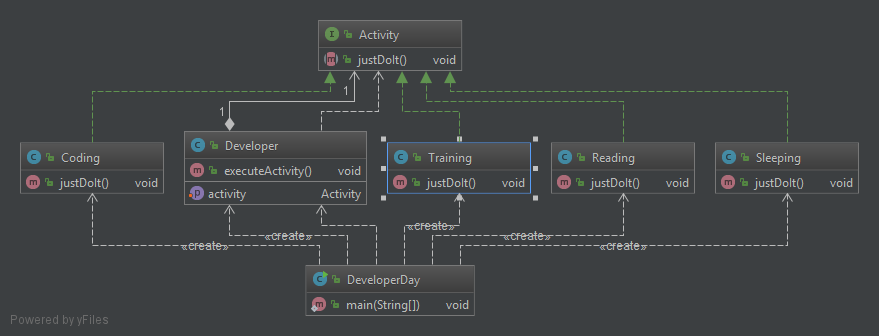 I Activity
m justDoIt() void
1
1
C Coding
m justDoIt() void
C Developer
m executeActivity() void
p activity Activity
C Training
m justDoIt() void
C Reading
m justDoIt() void
C Sleeping
m justDoIt() void
«create»
«create»
«create»
«create»
«create»
C DeveloperDay
m main(String[]) void
Powered by yFiles